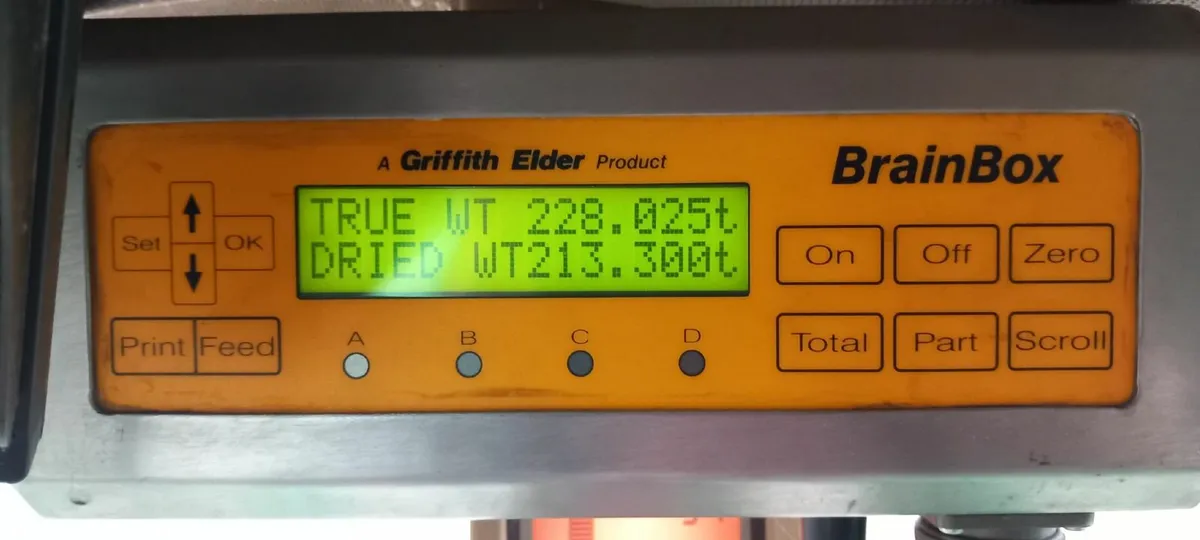 A Griffith Elder Product
BrainBox
TRUE WT 228.025t
DRIED WT213.300t
Set
OK
On
Off
Zero
Print
Feed
A
B
C
D
Total
Part
Scroll